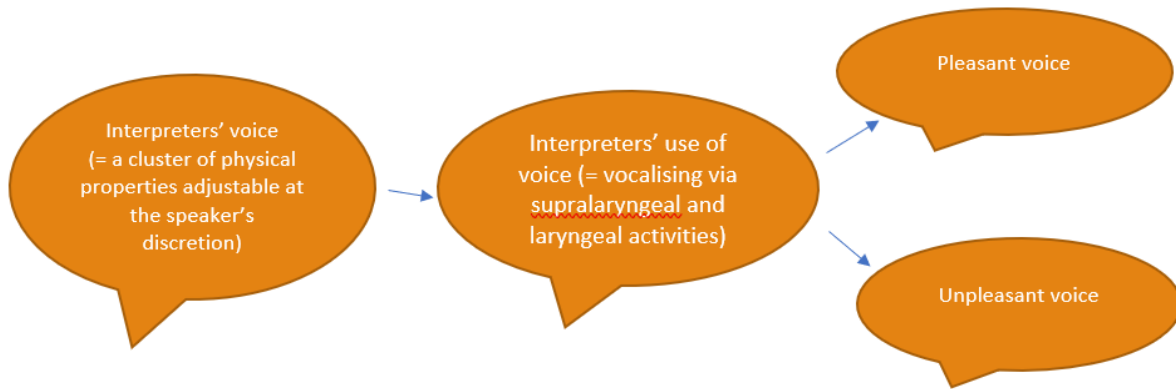 Interpreters’ voice
(= a cluster of physical
properties adjustable at
the speaker’s
discretion)
Interpreters’ use of
voice (= vocalising via
supralaryngeal and
laryngeal activities)
Pleasant voice
Unpleasant voice